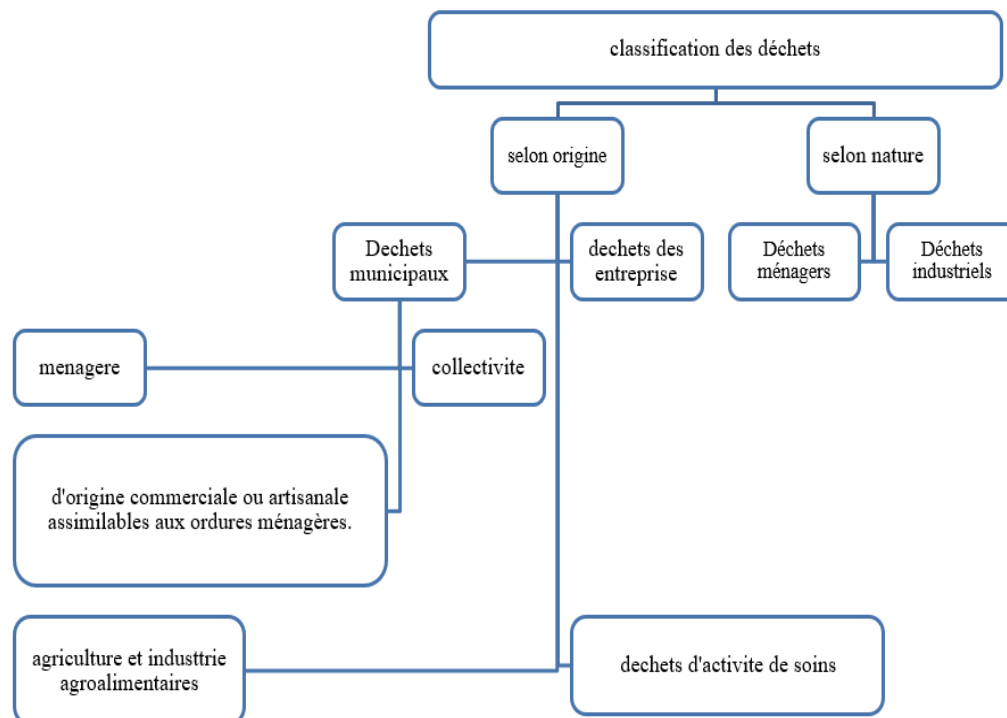 classification des déchets
selon origine
selon nature
Dechets
municipaux
dechets des
entreprise
Déchets
ménagers
Déchets
industriels
menagere
collectivite
d'origine commerciale ou artisanale
assimilables aux ordures ménagères.
agriculture et industtrie
agroalimentaires
dechets d'activite de soins